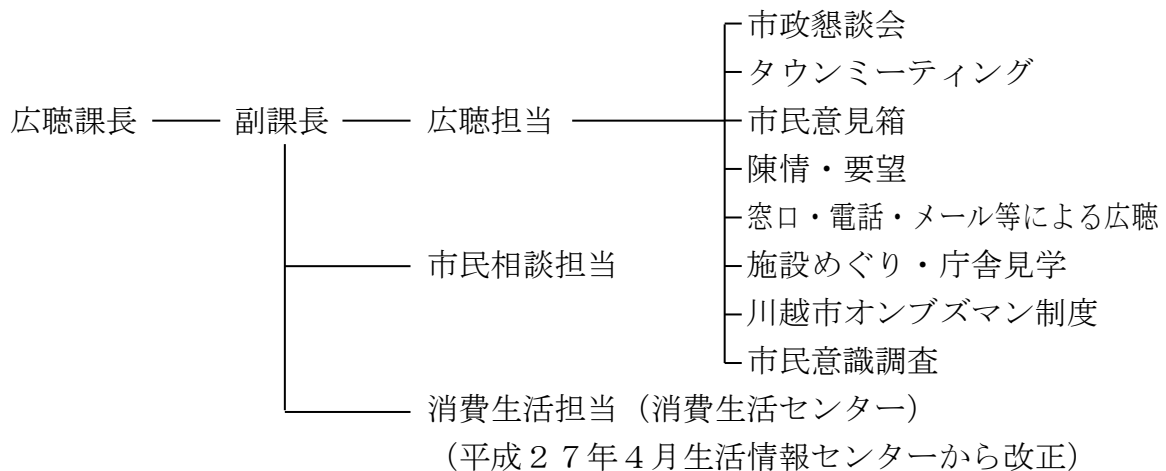 市政懇談会
タウンミーティング
広聴課長 副課長 広聴担当 市民意見箱
陳情・要望
窓口・電話・メール等による広聴
市民相談担当 施設めぐり・庁舎見学
川越市オンブズマン制度
市民意識調査
消費生活担当（消費生活センター）
（平成２７年４月生活情報センターから改正）